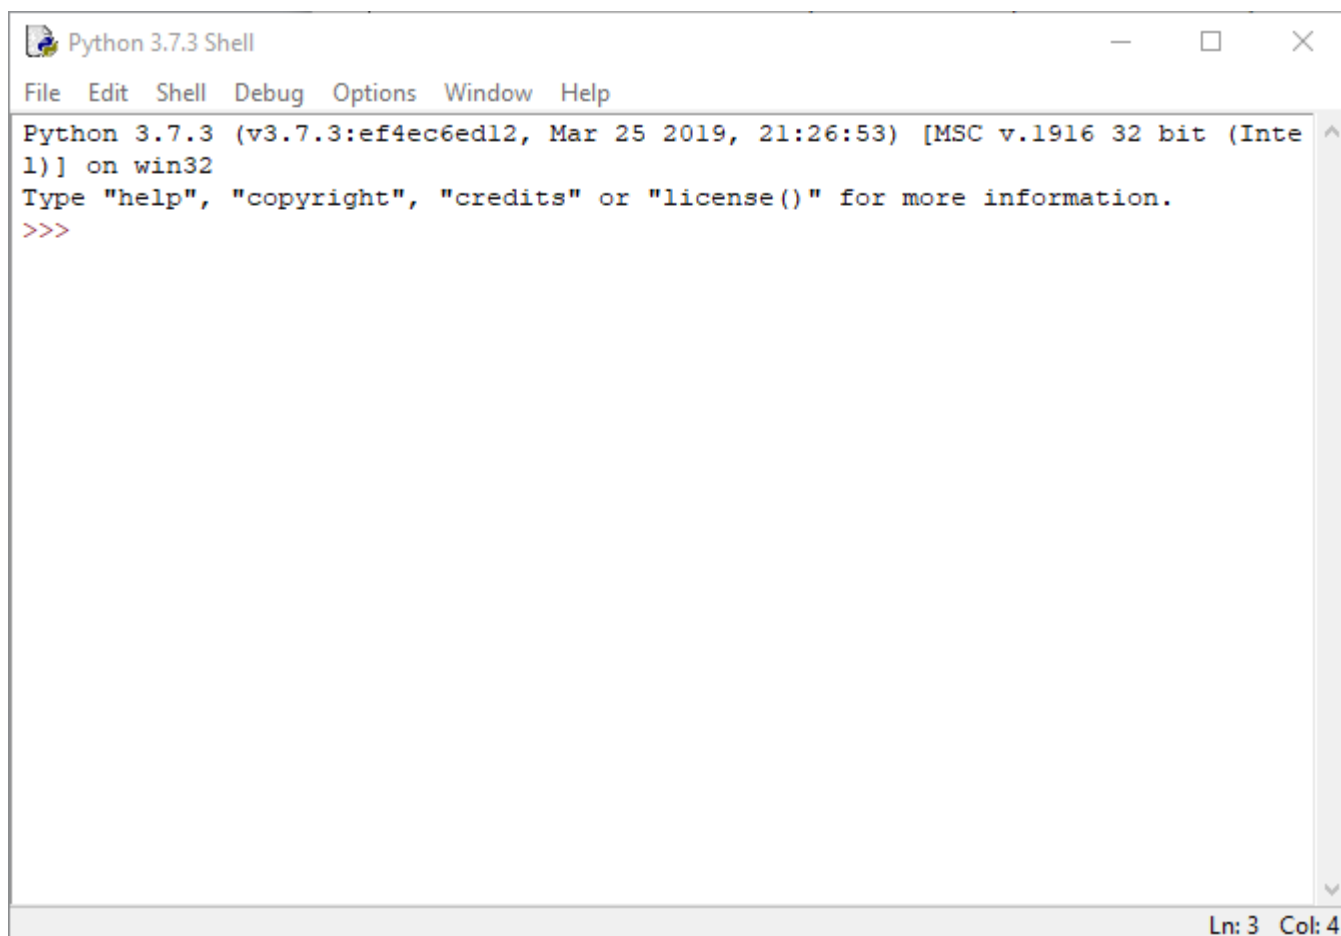 Python 3.7.3 Shell
File Edit Shell Debug Options Window Help
Python 3.7.3 (v3.7.3:ef4ec6ed12, Mar 25 2019, 21:26:53) [MSC v.1916 32 bit (Inte
l)] on win32
Type "help", "copyright", "credits" or "license()" for more information.
>>>
Ln: 3 Col: 4